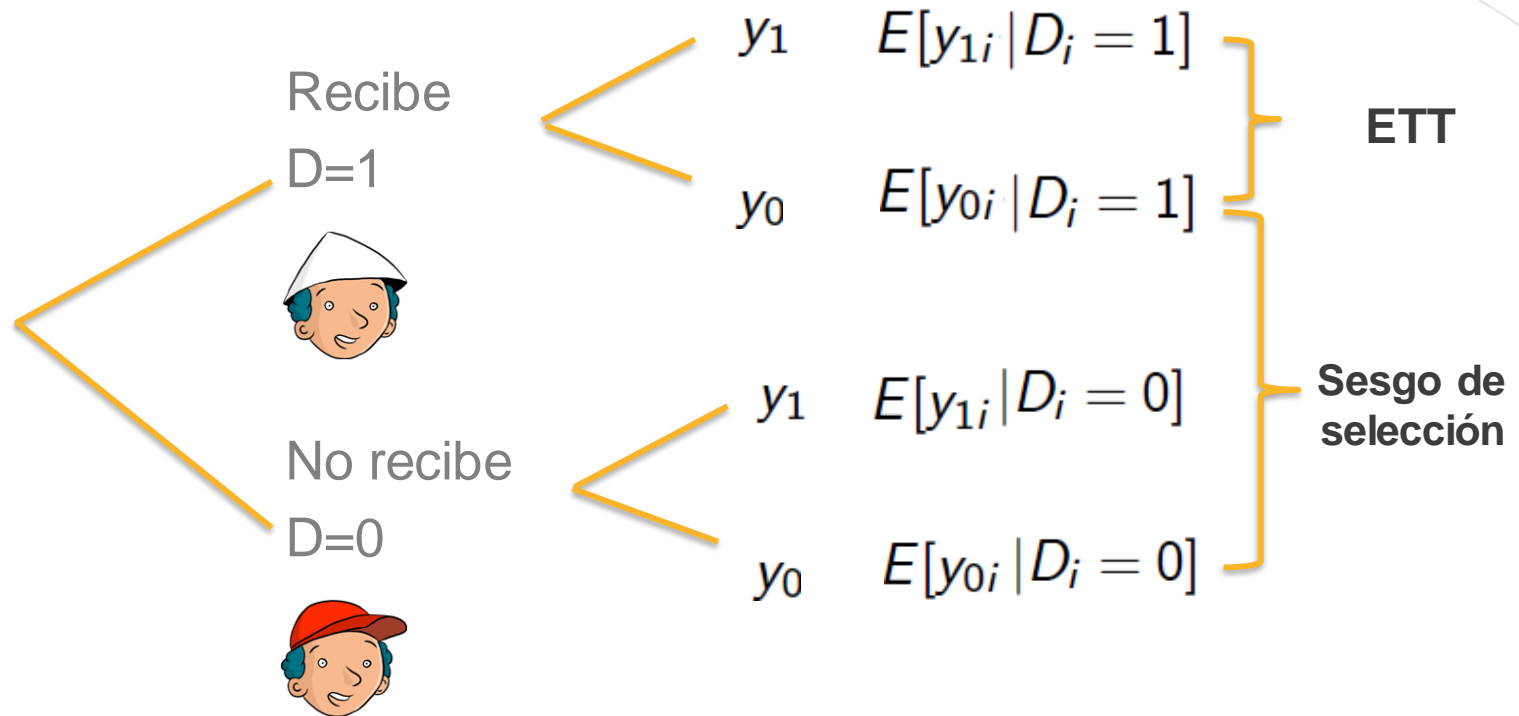 Recibe
D=1
y₁ E[y₁ᵢ|Dᵢ = 1]
y₀ E[y₀ᵢ|Dᵢ = 1]
ETT
No recibe
D=0
y₁ E[y₁ᵢ|Dᵢ = 0]
y₀ E[y₀ᵢ|Dᵢ = 0]
Sesgo de
selección